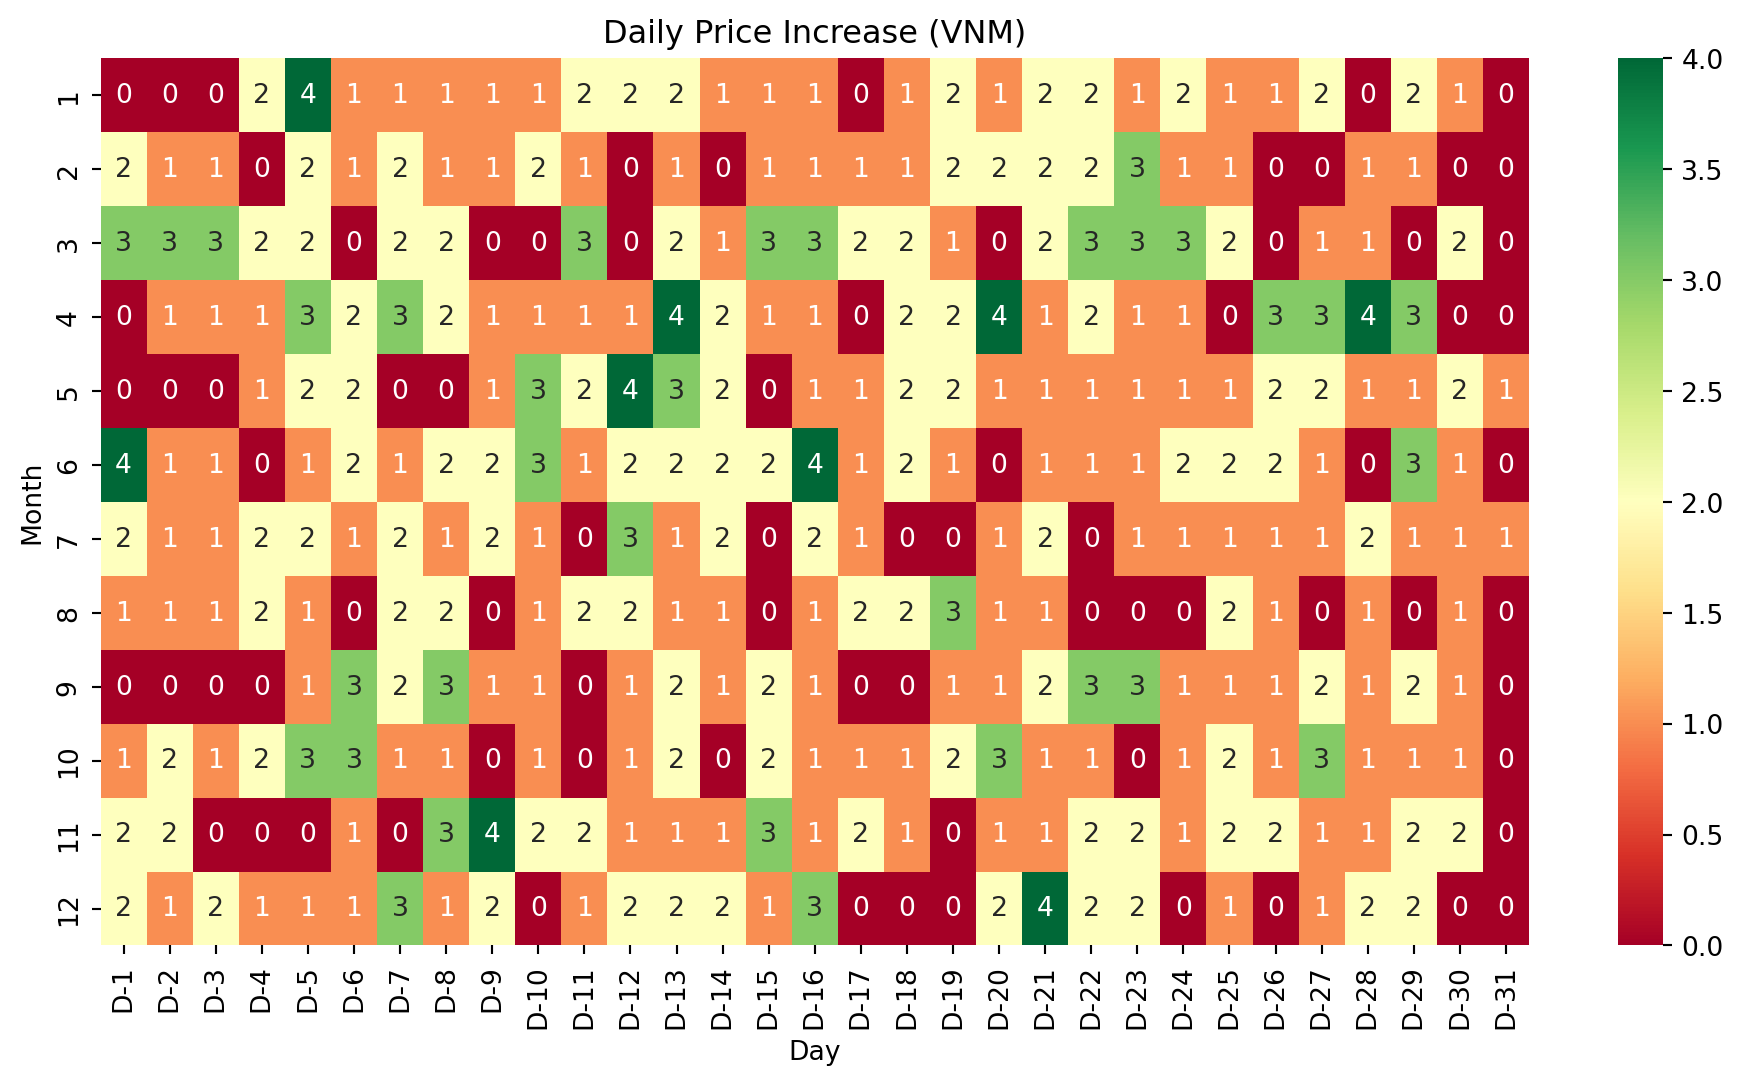 Daily Price Increase (VNM)
1 0 0 0 2 4 1 1 1 1 1 2 2 2 1 1 1 0 1 2 1 2 2 1 2 1 1 2 0 2 1 0
2 2 1 1 0 2 1 2 1 1 2 1 0 1 0 1 1 1 1 2 2 2 2 3 1 1 0 0 1 1 0 0
3 3 3 3 2 2 0 2 2 0 0 3 0 2 1 3 3 2 2 1 0 2 3 3 3 2 0 1 1 0 2 0
4 0 1 1 1 3 2 3 2 1 1 1 1 4 2 1 1 0 2 2 4 1 2 1 1 0 3 3 4 3 0 0
5 0 0 0 1 2 2 0 0 1 3 2 4 3 2 0 1 1 2 2 1 1 1 1 1 1 2 2 1 1 2 1
6 4 1 1 0 1 2 1 2 2 3 1 2 2 2 2 4 1 2 1 0 1 1 1 2 2 2 1 0 3 1 0
7 2 1 1 2 2 1 2 1 2 1 0 3 1 2 0 2 1 0 0 1 2 0 1 1 1 1 1 2 1 1 1
8 1 1 1 2 1 0 2 2 0 1 2 2 1 1 0 1 2 2 3 1 1 0 0 0 2 1 0 1 0 1 0
9 0 0 0 0 1 3 2 3 1 1 0 1 2 1 2 1 0 0 1 1 2 3 3 1 1 1 2 1 2 1 0
10 1 2 1 2 3 3 1 1 0 1 0 1 2 0 2 1 1 1 2 3 1 1 0 1 2 1 3 1 1 1 0
11 2 2 0 0 0 1 0 3 4 2 2 1 1 1 3 1 2 1 0 1 1 2 2 1 2 2 1 1 2 2 0
12 2 1 2 1 1 1 3 1 2 0 1 2 2 2 1 3 0 0 0 2 4 2 2 0 1 0 1 2 2 0 0
Month
D-1 D-2 D-3 D-4 D-5 D-6 D-7 D-8 D-9 D-10 D-11 D-12 D-13 D-14 D-15 D-16 D-17 D-18 D-19 D-20 D-21 D-22 D-23 D-24 D-25 D-26 D-27 D-28 D-29 D-30 D-31
Day
4.0
3.5
3.0
2.5
2.0
1.5
1.0
0.5
0.0